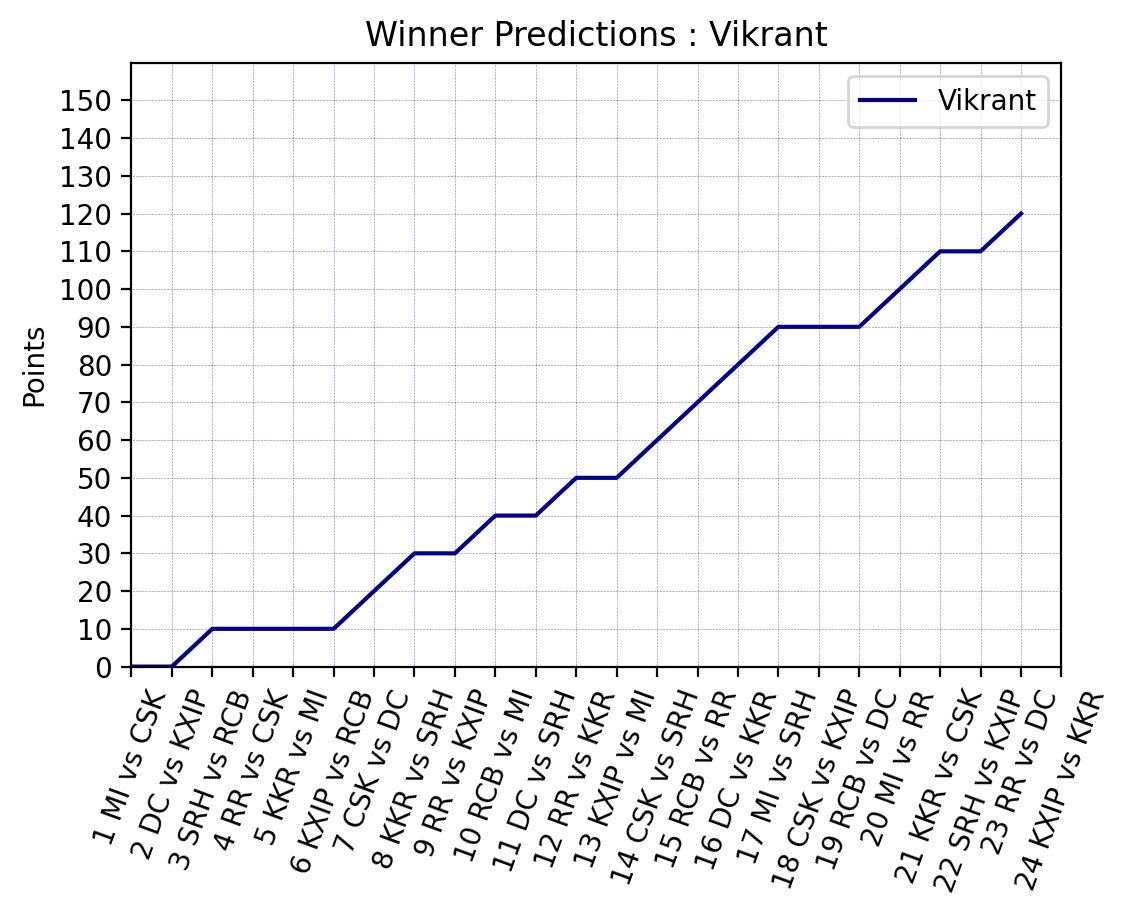 Winner Predictions : Vikrant
Vikrant
Points
150
140
130
120
110
100
90
80
70
60
50
40
30
20
10
0
1 MI vs CSK
2 DC vs KXIP
3 SRH vs RCB
4 RR vs CSK
5 KKR vs MI
6 KXIP vs RCB
7 CSK vs DC
8 KKR vs SRH
9 RR vs KXIP
10 RCB vs MI
11 DC vs SRH
12 RR vs KKR
13 KXIP vs MI
14 CSK vs SRH
15 RCB vs RR
16 DC vs KKR
17 MI vs SRH
18 CSK vs KXIP
19 RCB vs DC
20 MI vs RR
21 KKR vs CSK
22 SRH vs KXIP
23 RR vs DC
24 KXIP vs KKR